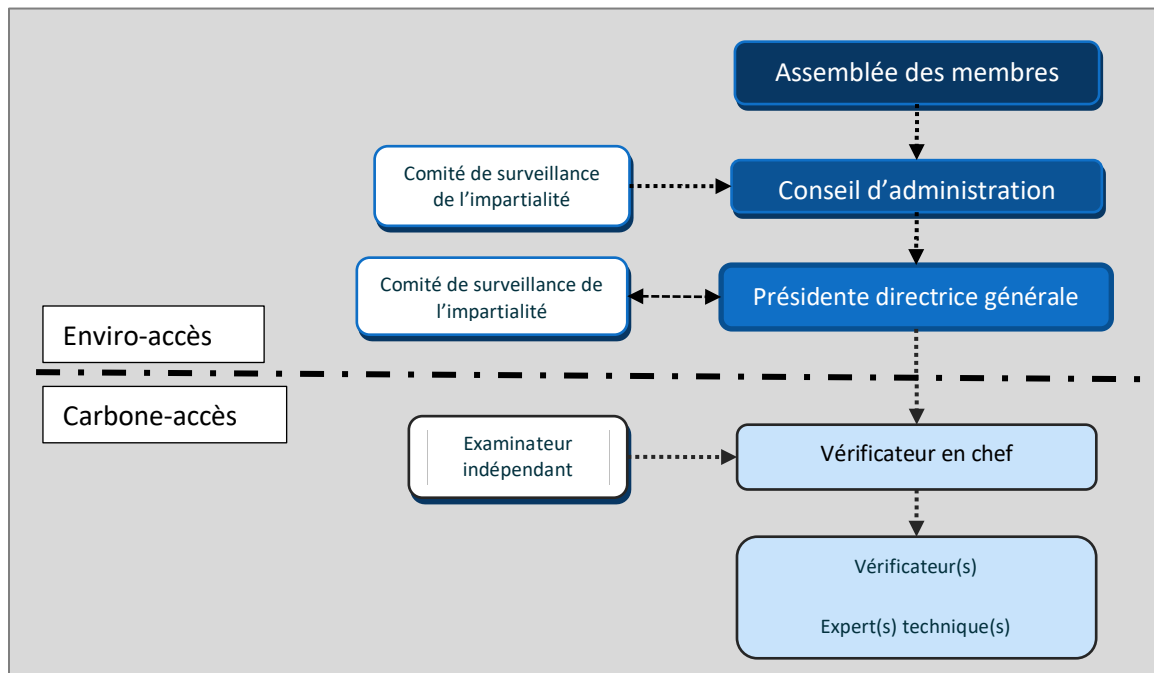 Assemblée des membres
Comité de surveillance
de l’impartialité
Conseil d’administration
Comité de surveillance de
l’impartialité
Présidente directrice générale
Enviro-accès
Carbone-accès
Examinateur
indépendant
Vérificateur en chef
Vérificateur(s)
Expert(s) technique(s)